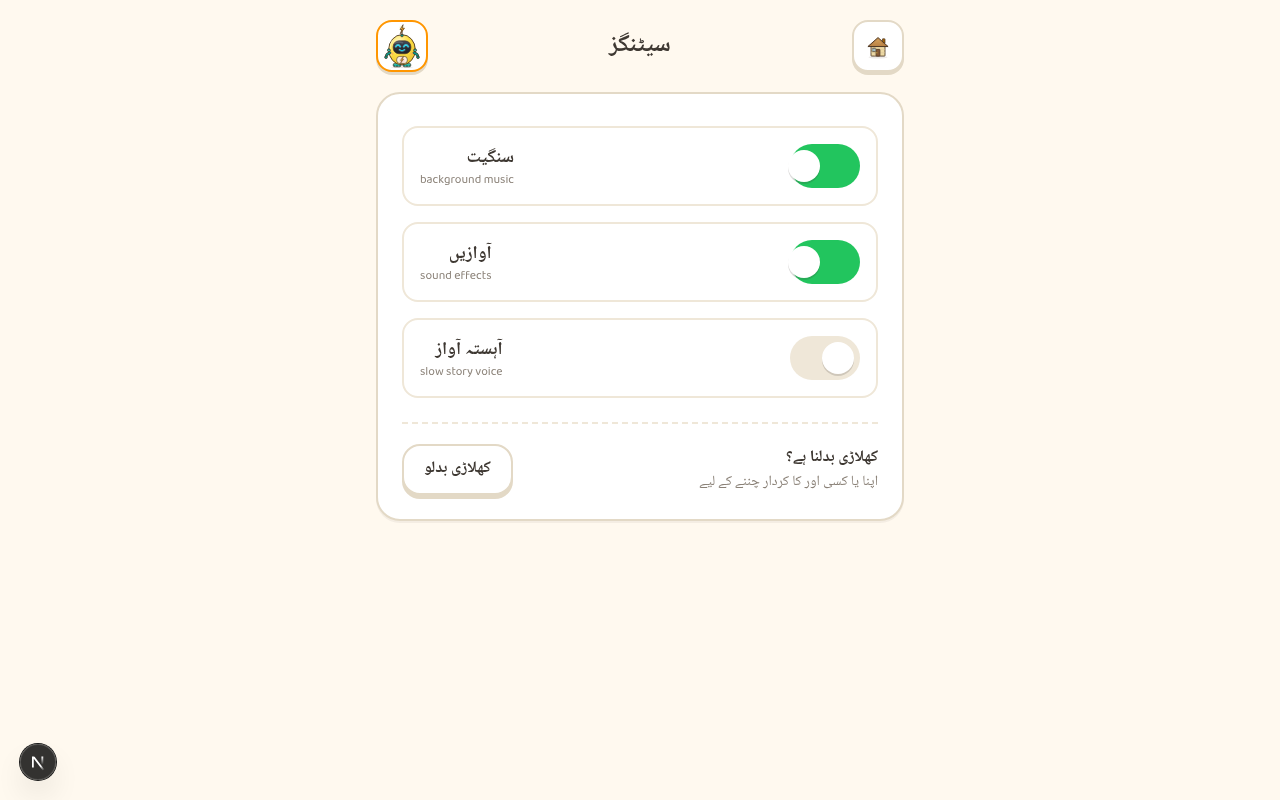 سیٹنگز
سنگیت
background music
آوازیں
sound effects
آہستہ آواز
slow story voice
کھلاڑی بدلنا ہے؟
اپنا یا کسی اور کا کردار چننے کے لیے
کھلاڑی بدلو
N